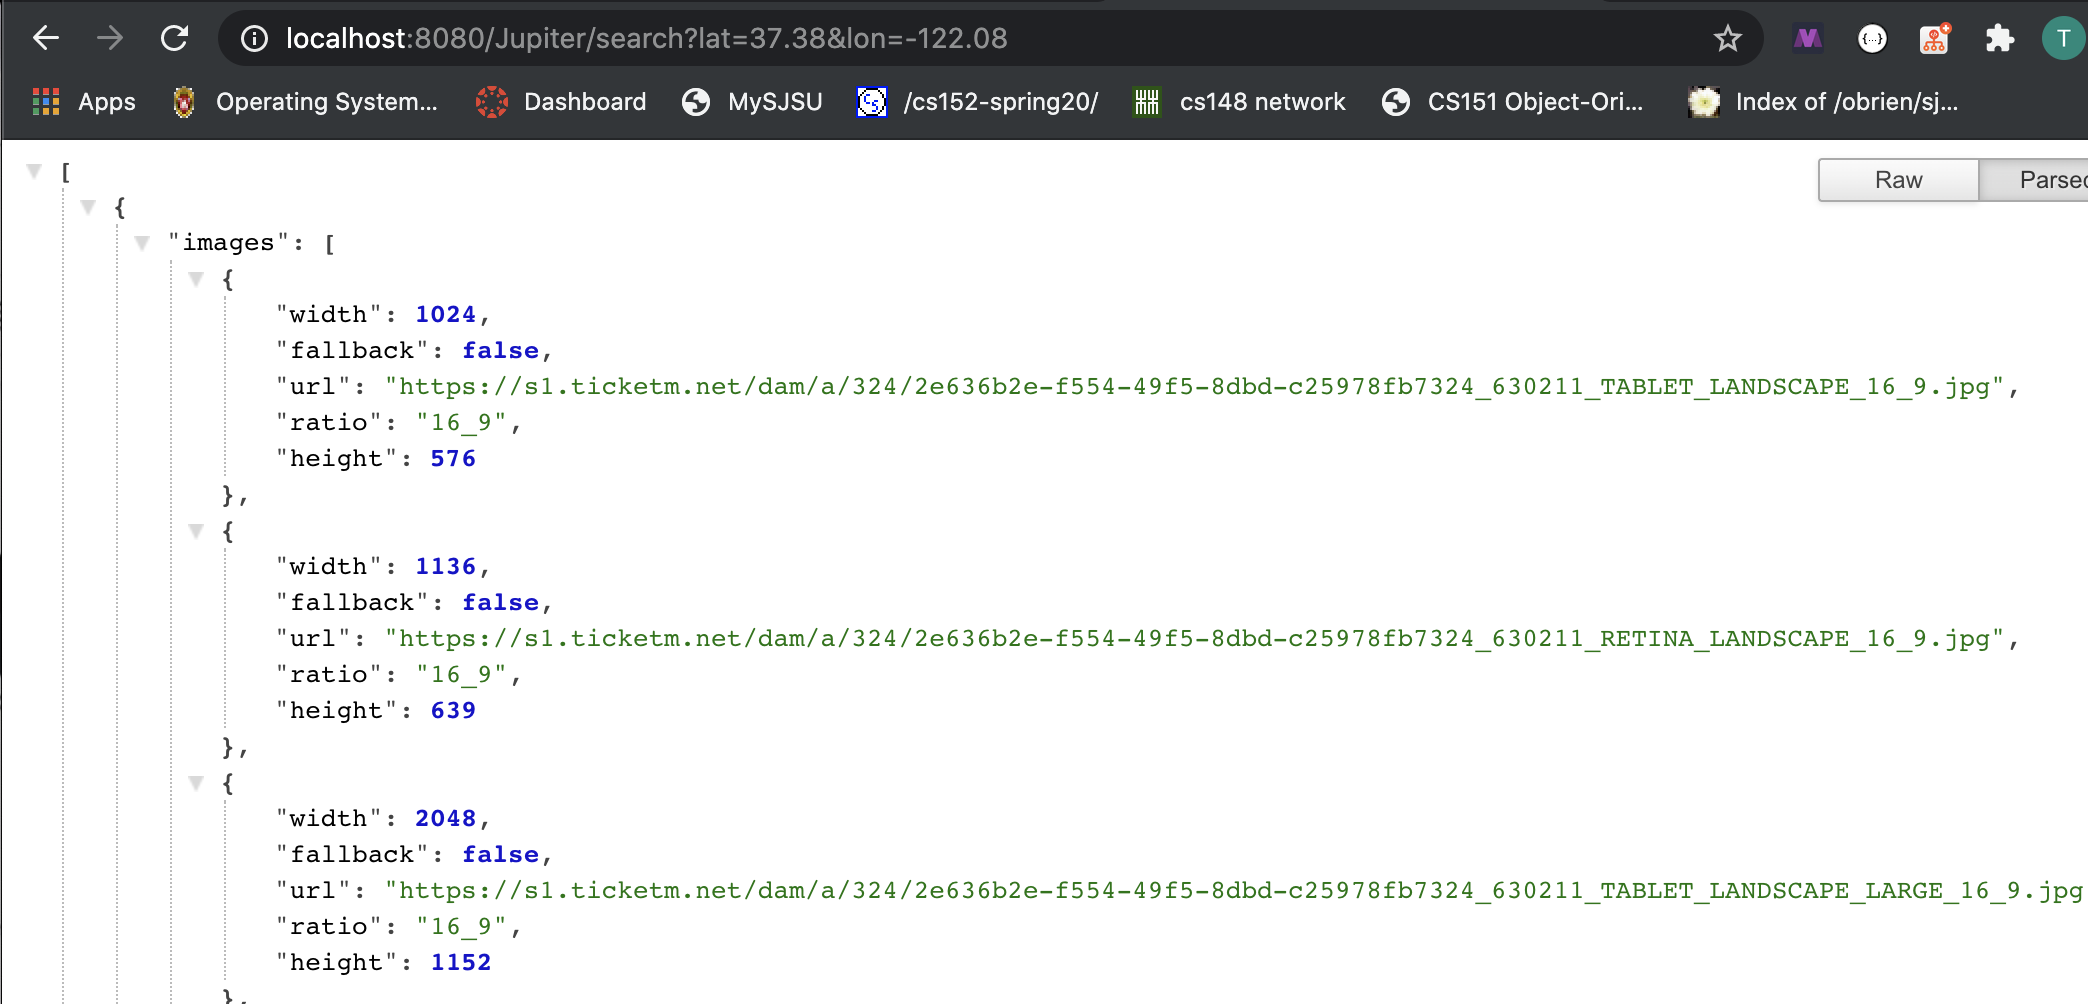 localhost:8080/Jupiter/search?lat=37.38&lon=-122.08
T
Apps Operating System... Dashboard MySJSU /cs152-spring20/ cs148 network CS151 Object-Ori... Index of /obrien/sj...
Raw Parsed
[
{
"images": [
{
"width": 1024,
"fallback": false,
"url": "https://s1.ticketm.net/dam/a/324/2e636b2e-f554-49f5-8dbd-c25978fb7324_630211_TABLET_LANDSCAPE_16_9.jpg",
"ratio": "16_9",
"height": 576
},
{
"width": 1136,
"fallback": false,
"url": "https://s1.ticketm.net/dam/a/324/2e636b2e-f554-49f5-8dbd-c25978fb7324_630211_RETINA_LANDSCAPE_16_9.jpg",
"ratio": "16_9",
"height": 639
},
{
"width": 2048,
"fallback": false,
"url": "https://s1.ticketm.net/dam/a/324/2e636b2e-f554-49f5-8dbd-c25978fb7324_630211_TABLET_LANDSCAPE_LARGE_16_9.jpg
"ratio": "16_9",
"height": 1152
},